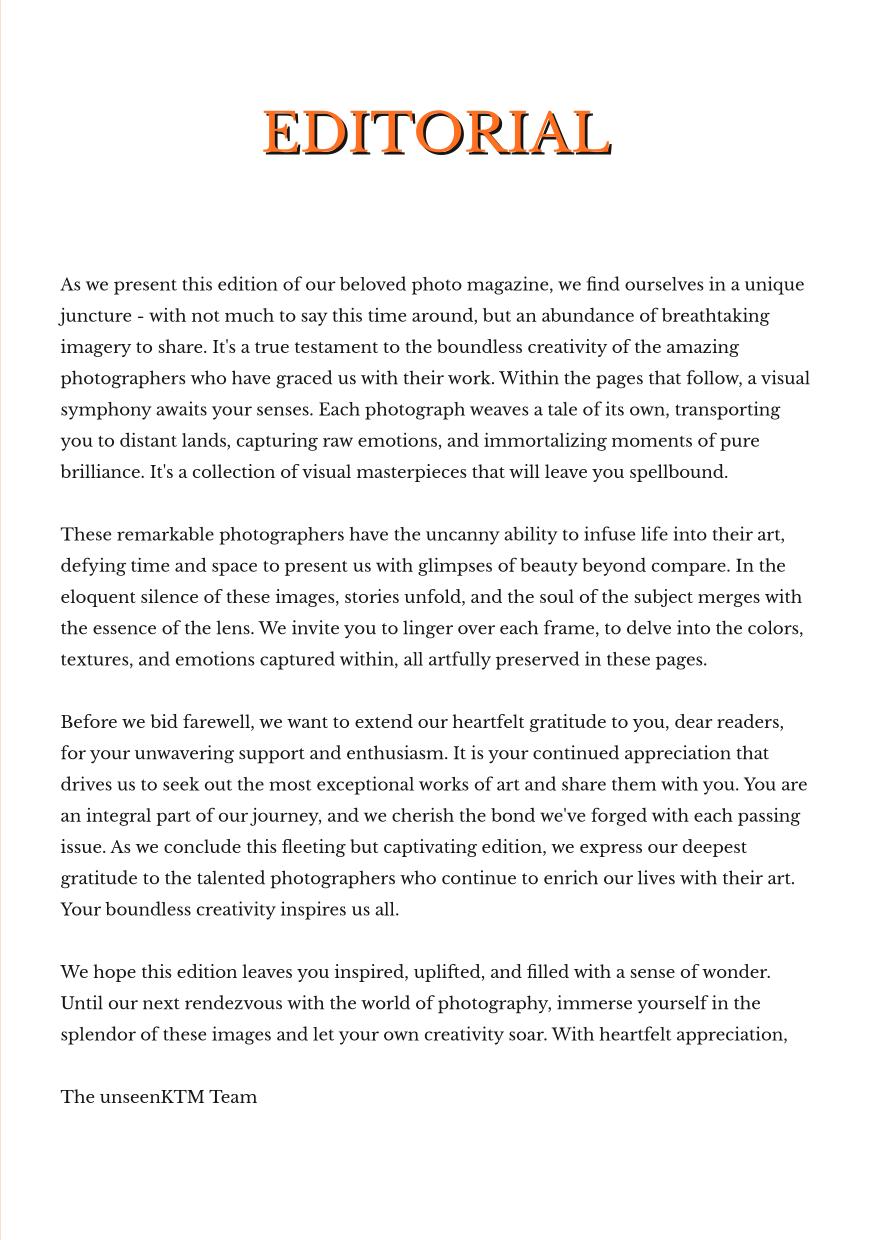 EDITORIAL
As we present this edition of our beloved photo magazine, we find ourselves in a unique
juncture - with not much to say this time around, but an abundance of breathtaking
imagery to share. It's a true testament to the boundless creativity of the amazing
photographers who have graced us with their work. Within the pages that follow, a visual
symphony awaits your senses. Each photograph weaves a tale of its own, transporting
you to distant lands, capturing raw emotions, and immortalizing moments of pure
brilliance. It's a collection of visual masterpieces that will leave you spellbound.
These remarkable photographers have the uncanny ability to infuse life into their art,
defying time and space to present us with glimpses of beauty beyond compare. In the
eloquent silence of these images, stories unfold, and the soul of the subject merges with
the essence of the lens. We invite you to linger over each frame, to delve into the colors,
textures, and emotions captured within, all artfully preserved in these pages.
Before we bid farewell, we want to extend our heartfelt gratitude to you, dear readers,
for your unwavering support and enthusiasm. It is your continued appreciation that
drives us to seek out the most exceptional works of art and share them with you. You are
an integral part of our journey, and we cherish the bond we've forged with each passing
issue. As we conclude this fleeting but captivating edition, we express our deepest
gratitude to the talented photographers who continue to enrich our lives with their art.
Your boundless creativity inspires us all.
We hope this edition leaves you inspired, uplifted, and filled with a sense of wonder.
Until our next rendezvous with the world of photography, immerse yourself in the
splendor of these images and let your own creativity soar. With heartfelt appreciation,
The unseenKTM Team